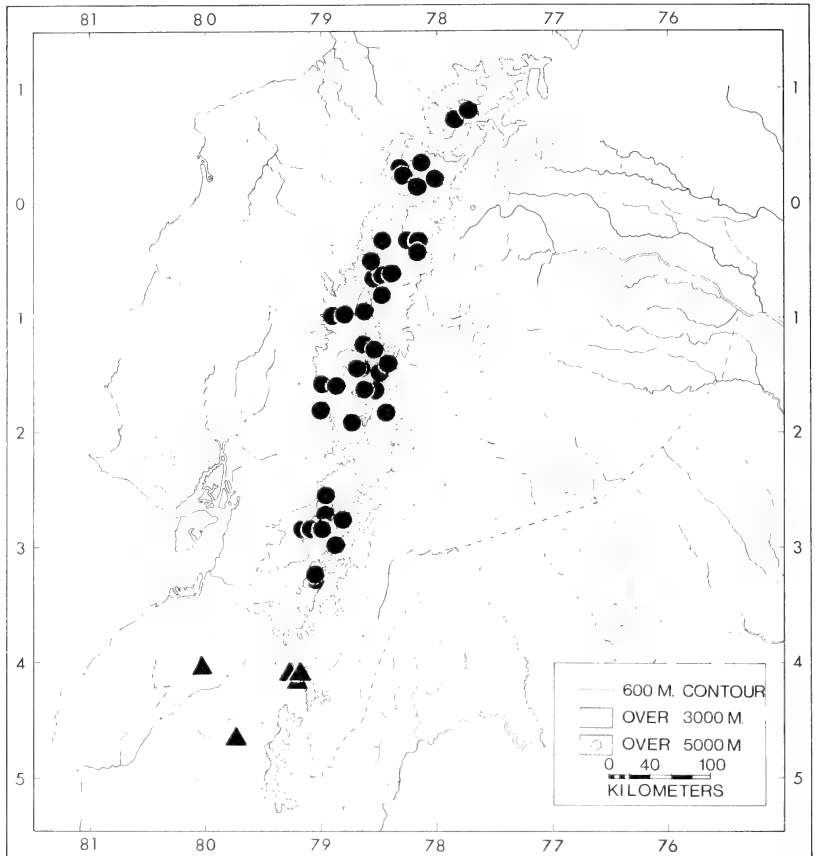 81 80 79 78 77 76
1 1
0 0
1 1
2 2
3 3
4 4
5 5
600 M. CONTOUR
OVER 3000 M.
OVER 5000 M
0 40 100
KILOMETERS
81 80 79 78 77 76